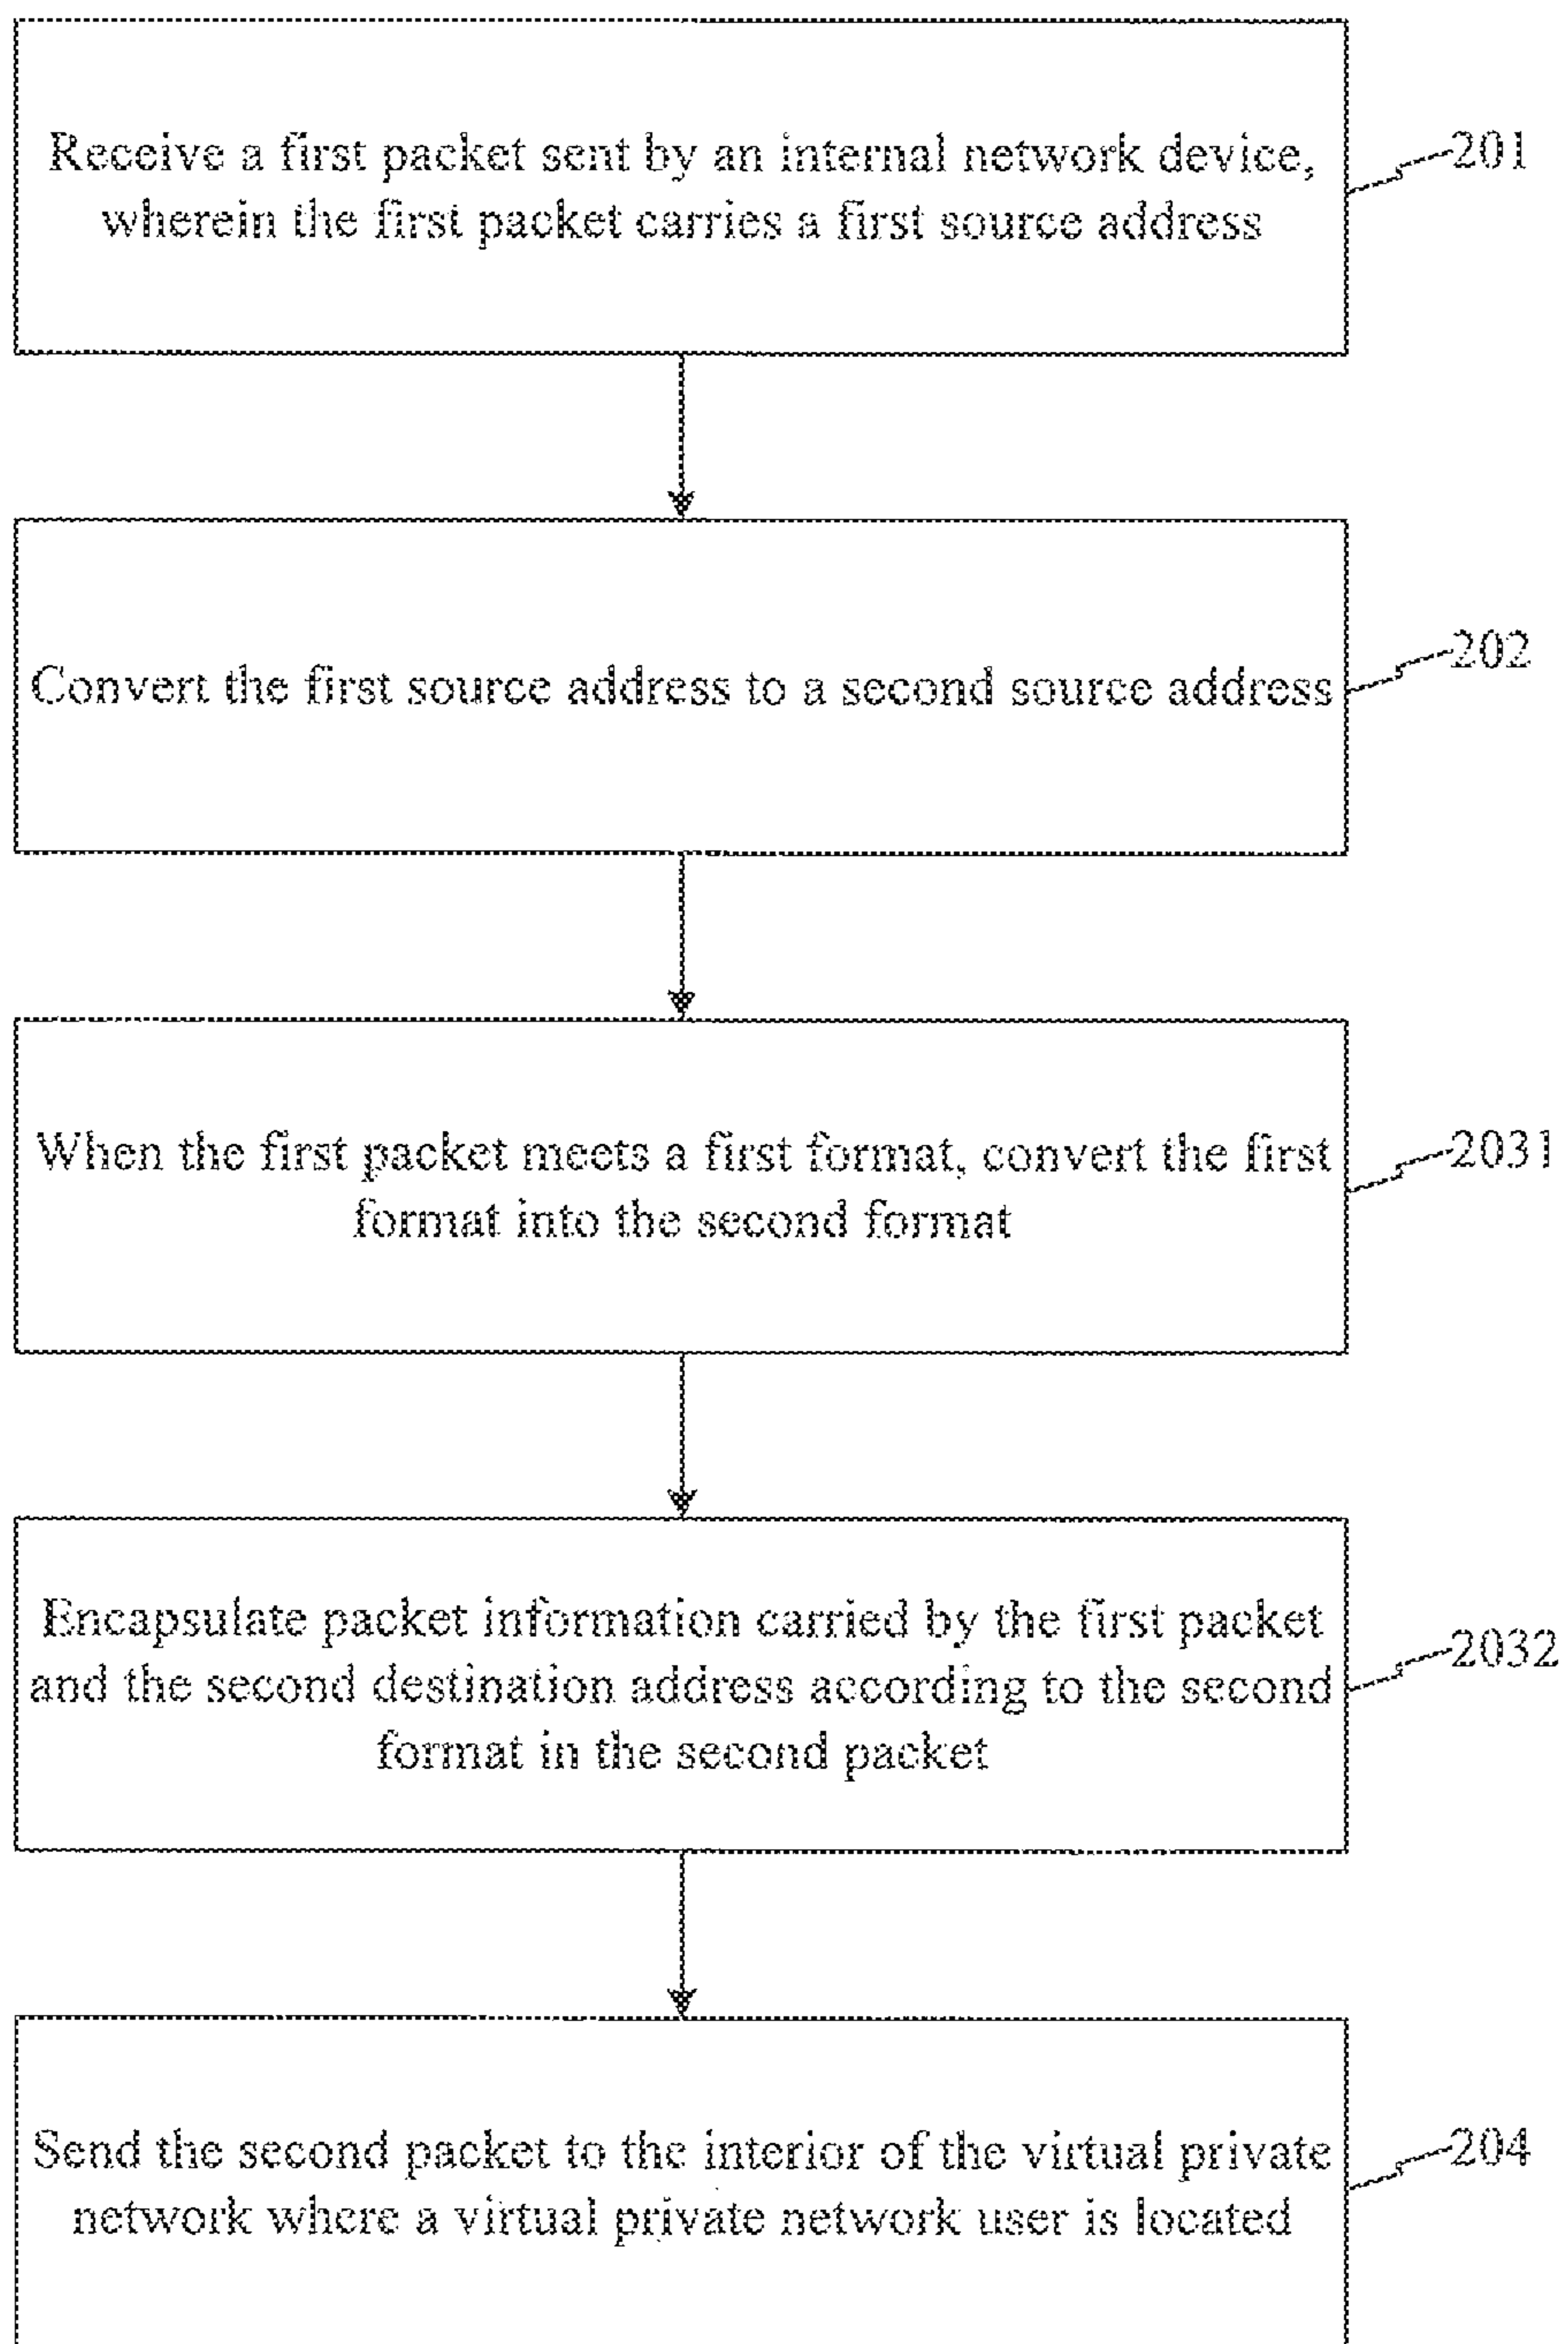 Receive a first packet sent by an internal network device,
wherein the first packet carries a first source address
201
Convert the first source address to a second source address
202
When the first packet meets a first format, convert the first
format into the second format
2031
Encapsulate packet information carried by the first packet
and the second destination address according to the second
format in the second packet
2032
Send the second packet to the interior of the virtual private
network where a virtual private network user is located
204